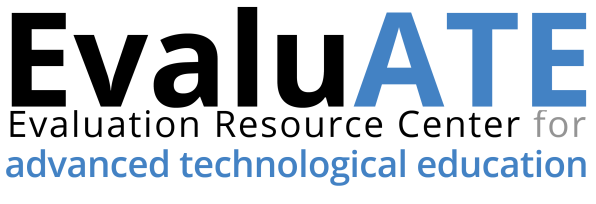 EvaluATE
Evaluation Resource Center for
advanced technological education